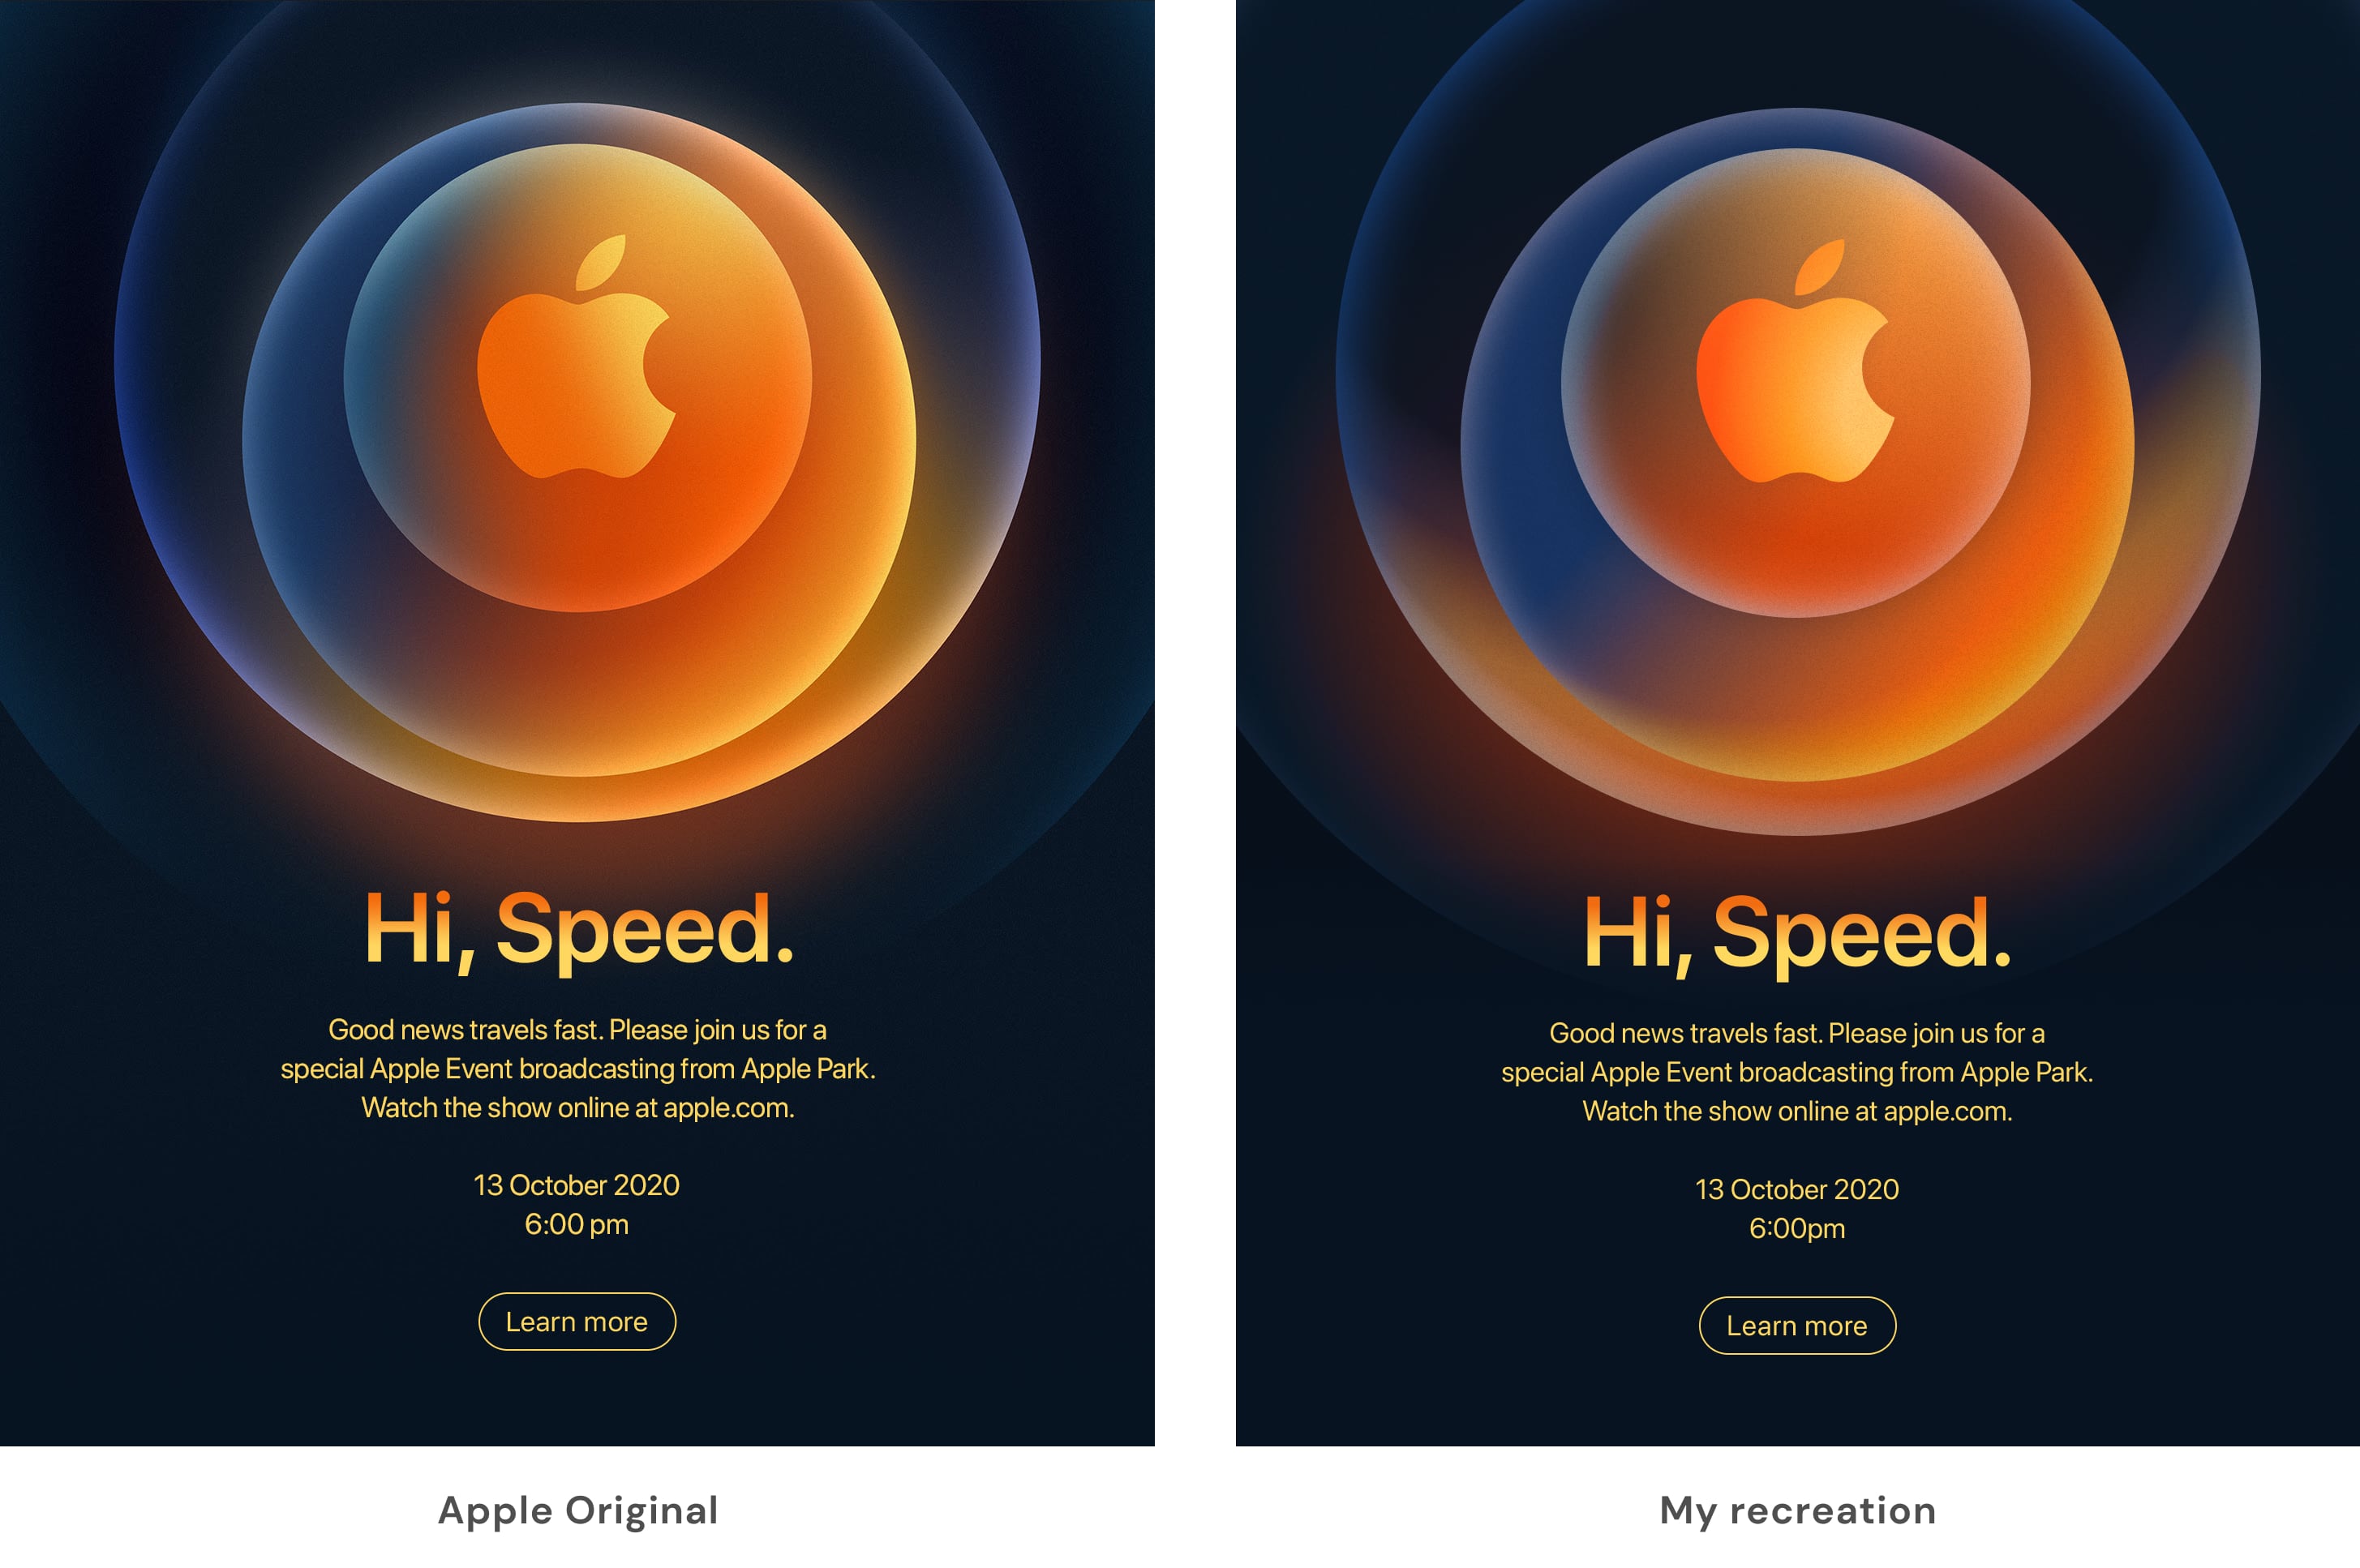 Hi, Speed.
Good news travels fast. Please join us for a
special Apple Event broadcasting from Apple Park.
Watch the show online at apple.com.
13 October 2020
6:00 pm
Learn more
Apple Original
Hi, Speed.
Good news travels fast. Please join us for a
special Apple Event broadcasting from Apple Park.
Watch the show online at apple.com.
13 October 2020
6:00pm
Learn more
My recreation